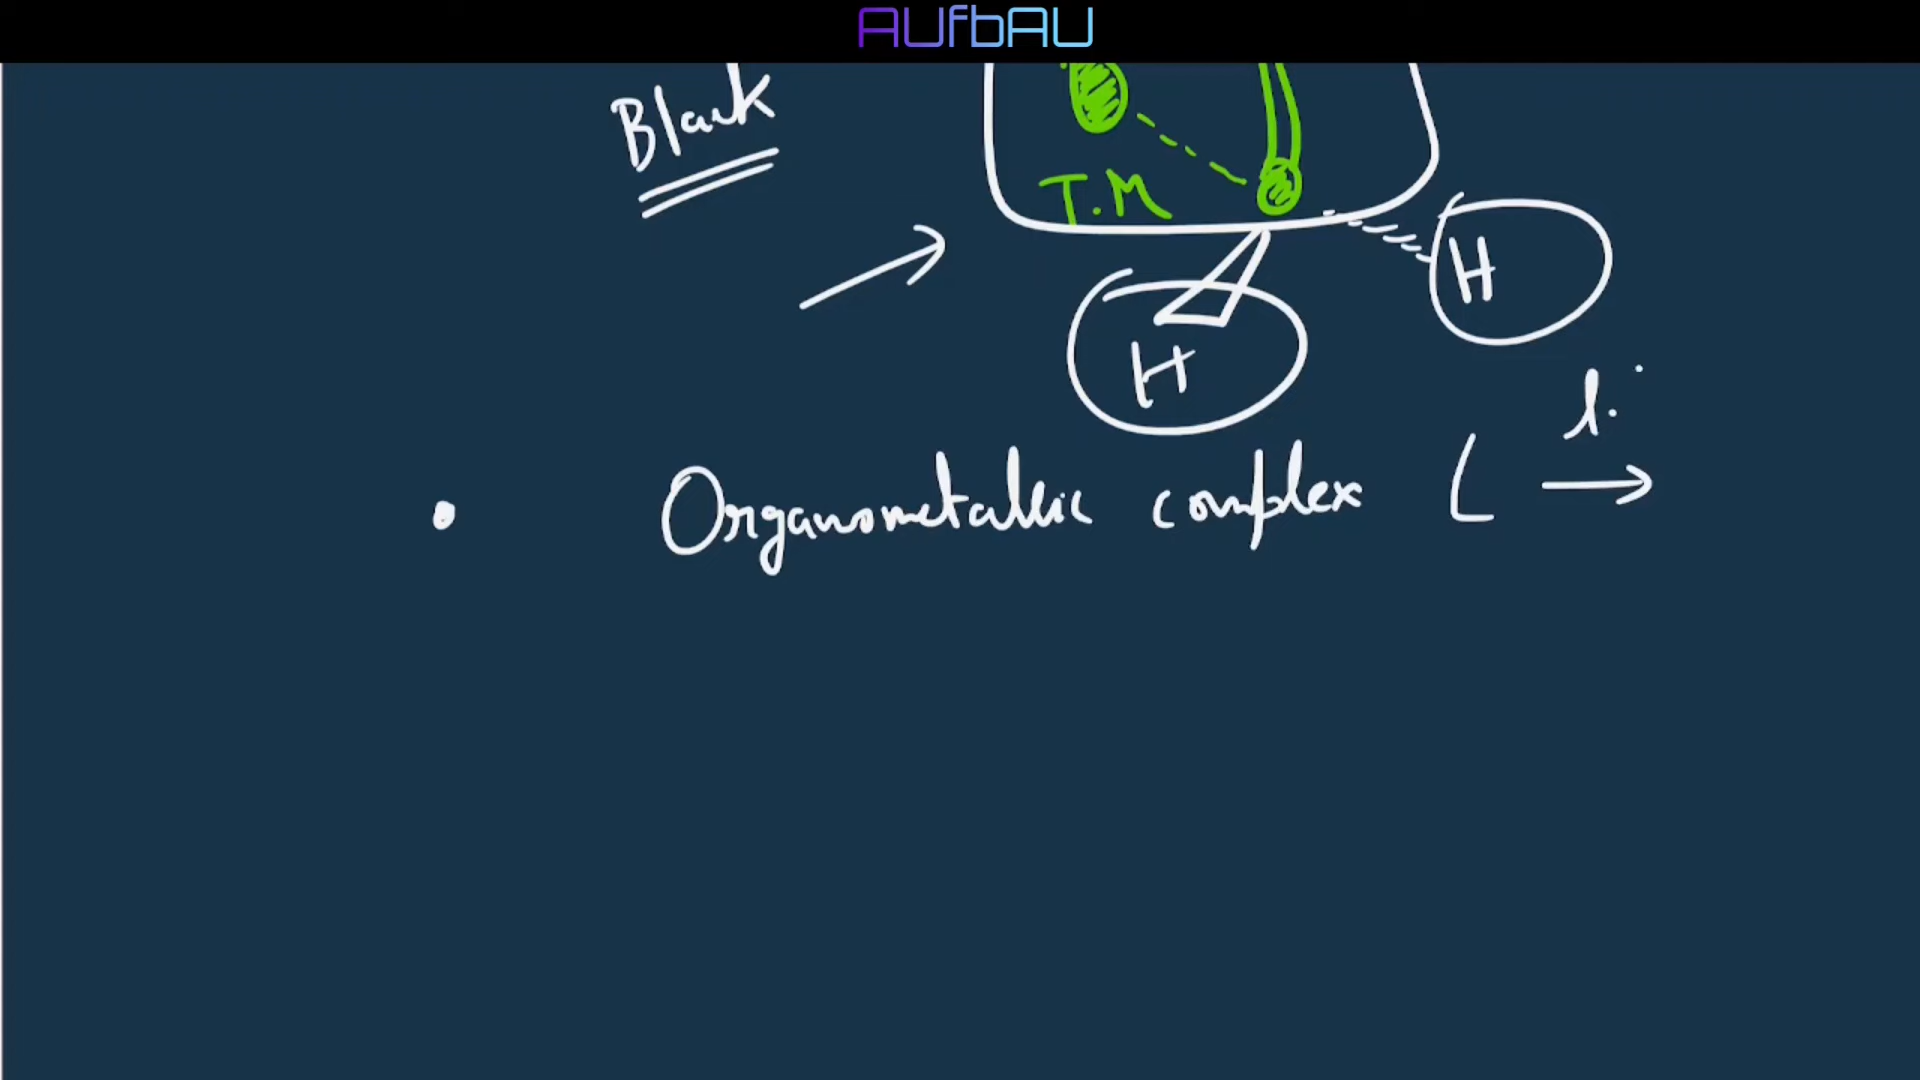 AUfbAU
Black
T.M
H
H
l.
• Organometallic complex ( →